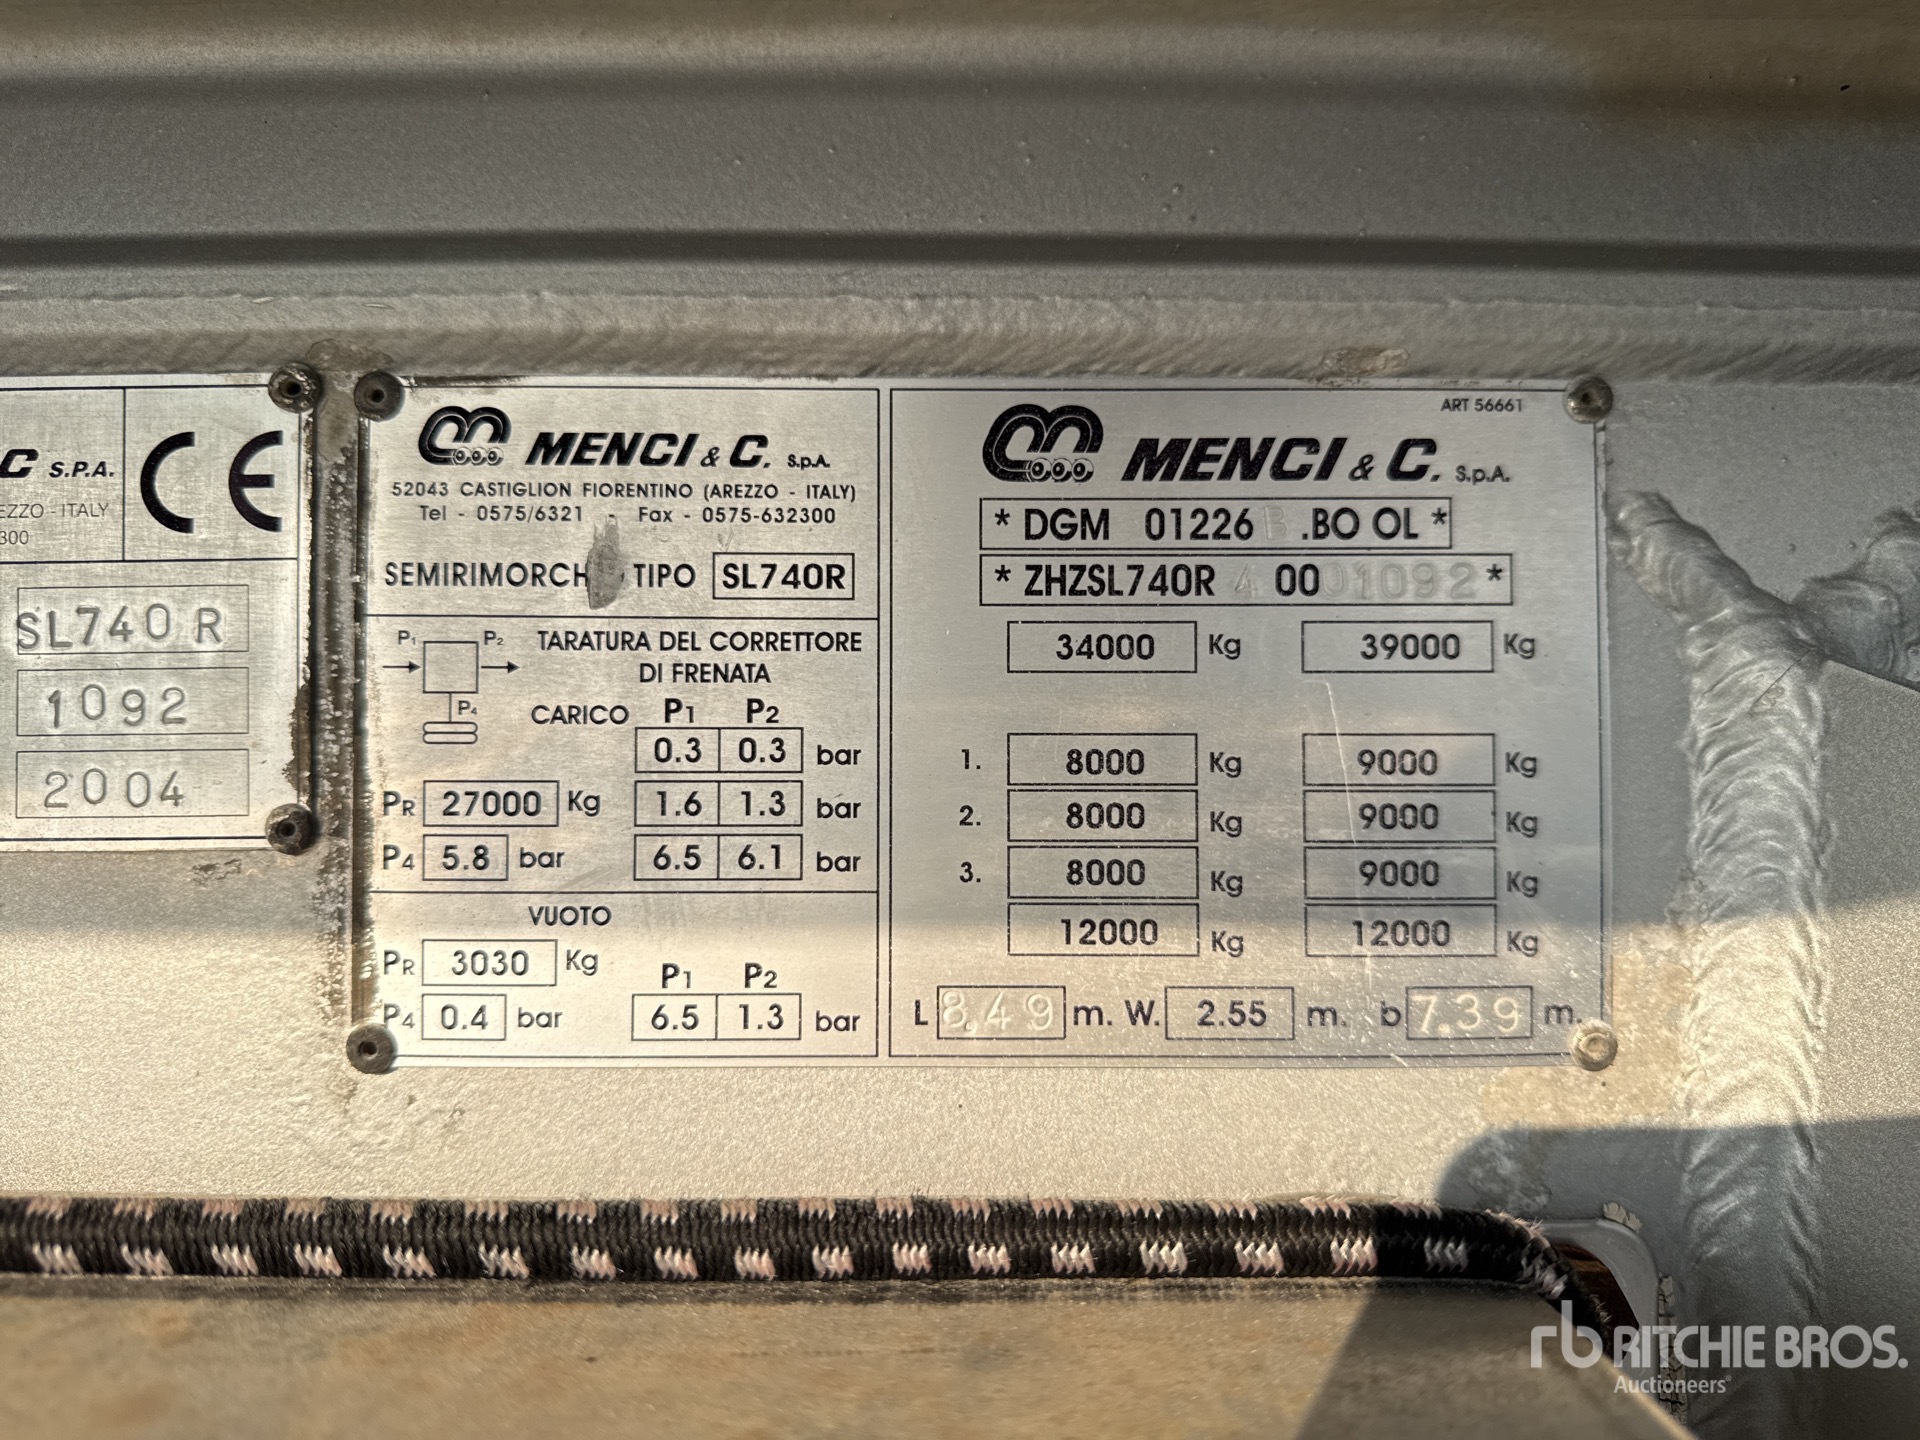 C S.P.A.
EZZO - ITALY
300
CE
SL740 R
1092
2004
MENCI & C. S.p.A.
52043 CASTIGLION FIORENTINO (AREZZO - ITALY)
Tel - 0575/6321 - Fax - 0575-632300
SEMIRIMORCH TIPO SL740R
P1 P2 TARATURA DEL CORRETTORE
DI FRENATA
P4 CARICO P1 P2
0.3 0.3 bar
PR 27000 Kg 1.6 1.3 bar
P4 5.8 bar 6.5 6.1 bar
VUOTO
PR 3030 Kg P1 P2
P4 0.4 bar 6.5 1.3 bar
ART 56661
MENCI & C. S.p.A.
* DGM 01226 B .BO OL *
* ZHZSL740R 4 00 01092 *
34000 Kg 39000 Kg
1. 8000 Kg 9000 Kg
2. 8000 Kg 9000 Kg
3. 8000 Kg 9000 Kg
12000 Kg 12000 Kg
L 8,49 m. W. 2.55 m. b 7.39 m.
rb RITCHIE BROS.
Auctioneers